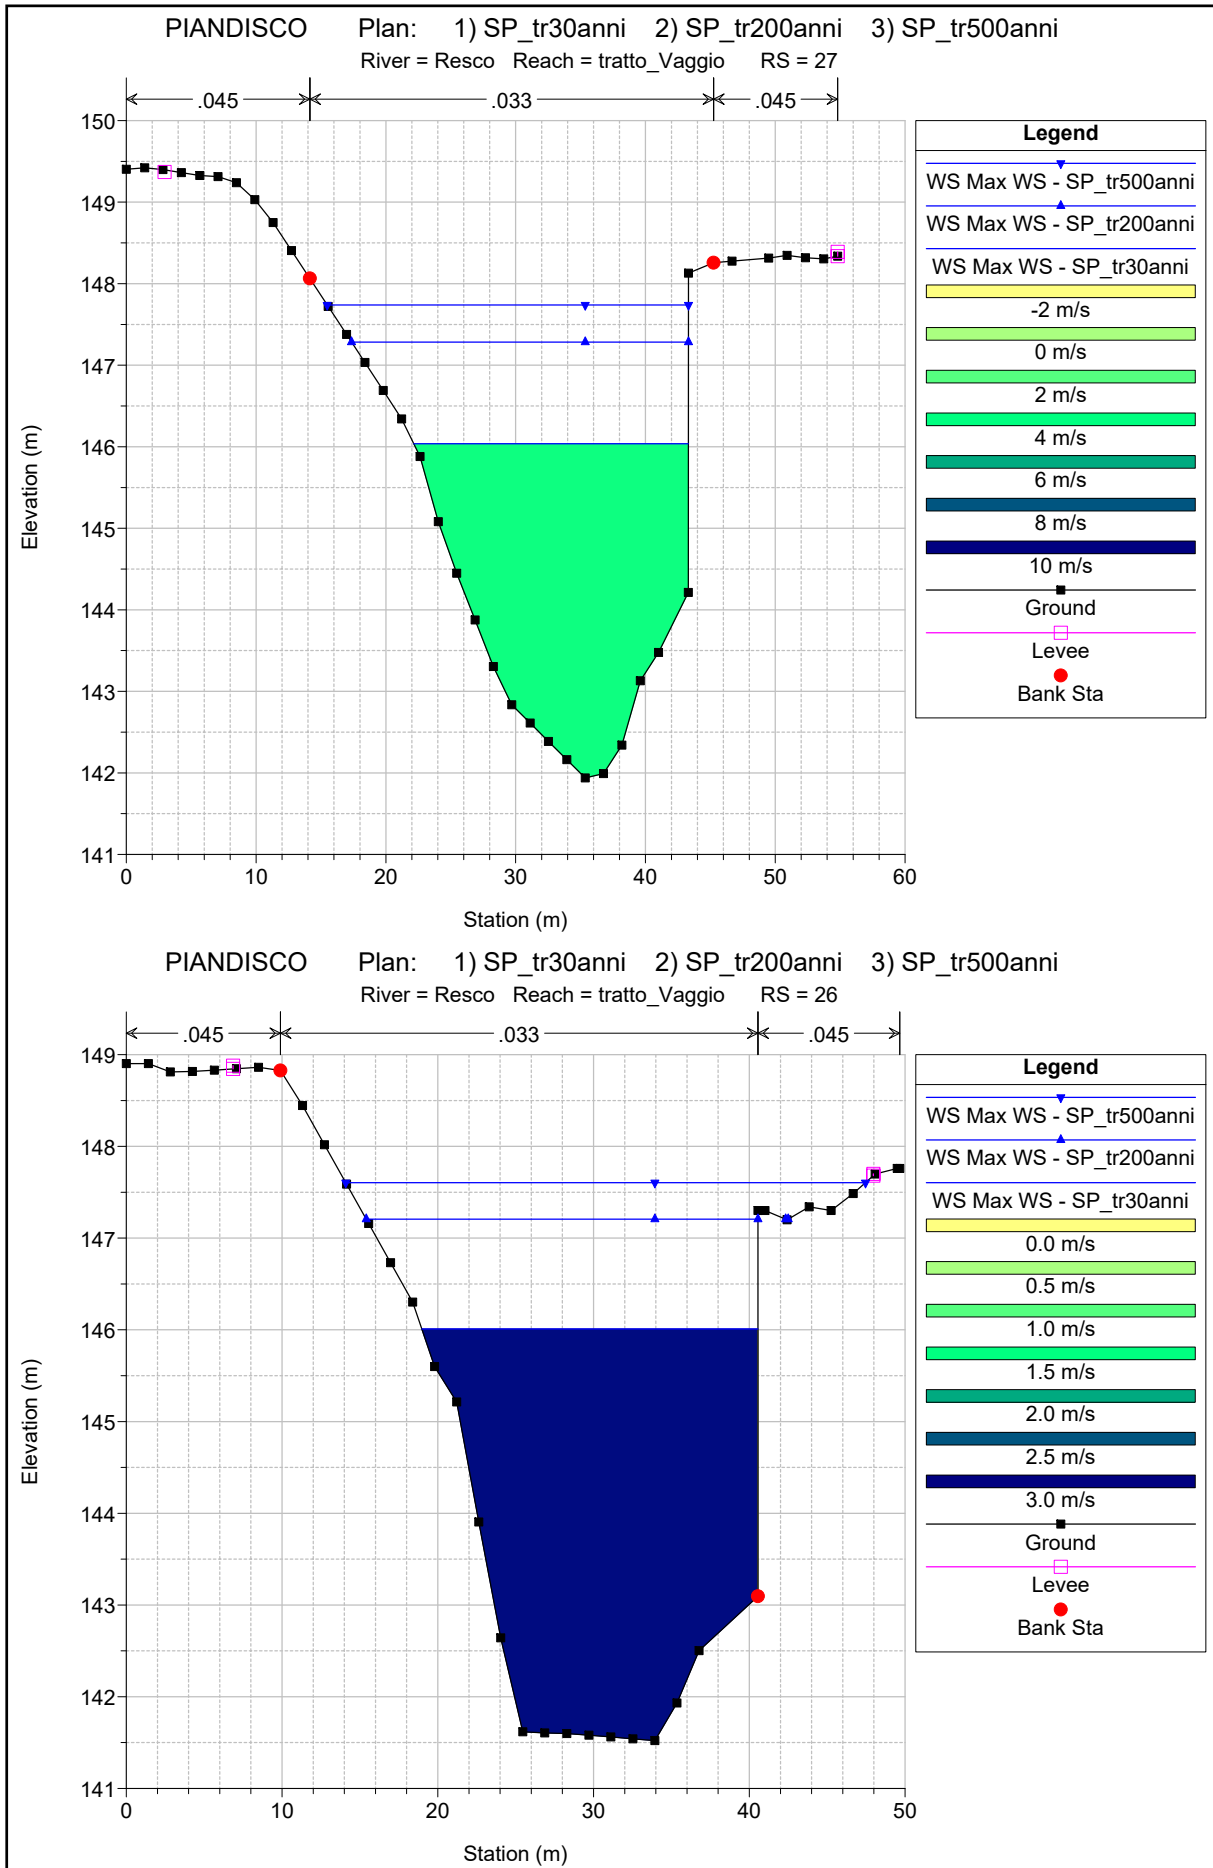 PIANDISCO Plan: 1) SP_tr30anni 2) SP_tr200anni 3) SP_tr500anni
River = Resco Reach = tratto_Vaggio RS = 27
.045 .033 .045
150
149
148
147
146
145
144
143
142
141
Elevation (m)
0 10 20 30 40 50 60
Station (m)
Legend
WS Max WS - SP_tr500anni
WS Max WS - SP_tr200anni
WS Max WS - SP_tr30anni
-2 m/s
0 m/s
2 m/s
4 m/s
6 m/s
8 m/s
10 m/s
Ground
Levee
Bank Sta
PIANDISCO Plan: 1) SP_tr30anni 2) SP_tr200anni 3) SP_tr500anni
River = Resco Reach = tratto_Vaggio RS = 26
.045 .033 .045
149
148
147
146
145
144
143
142
141
Elevation (m)
0 10 20 30 40 50
Station (m)
Legend
WS Max WS - SP_tr500anni
WS Max WS - SP_tr200anni
WS Max WS - SP_tr30anni
0.0 m/s
0.5 m/s
1.0 m/s
1.5 m/s
2.0 m/s
2.5 m/s
3.0 m/s
Ground
Levee
Bank Sta